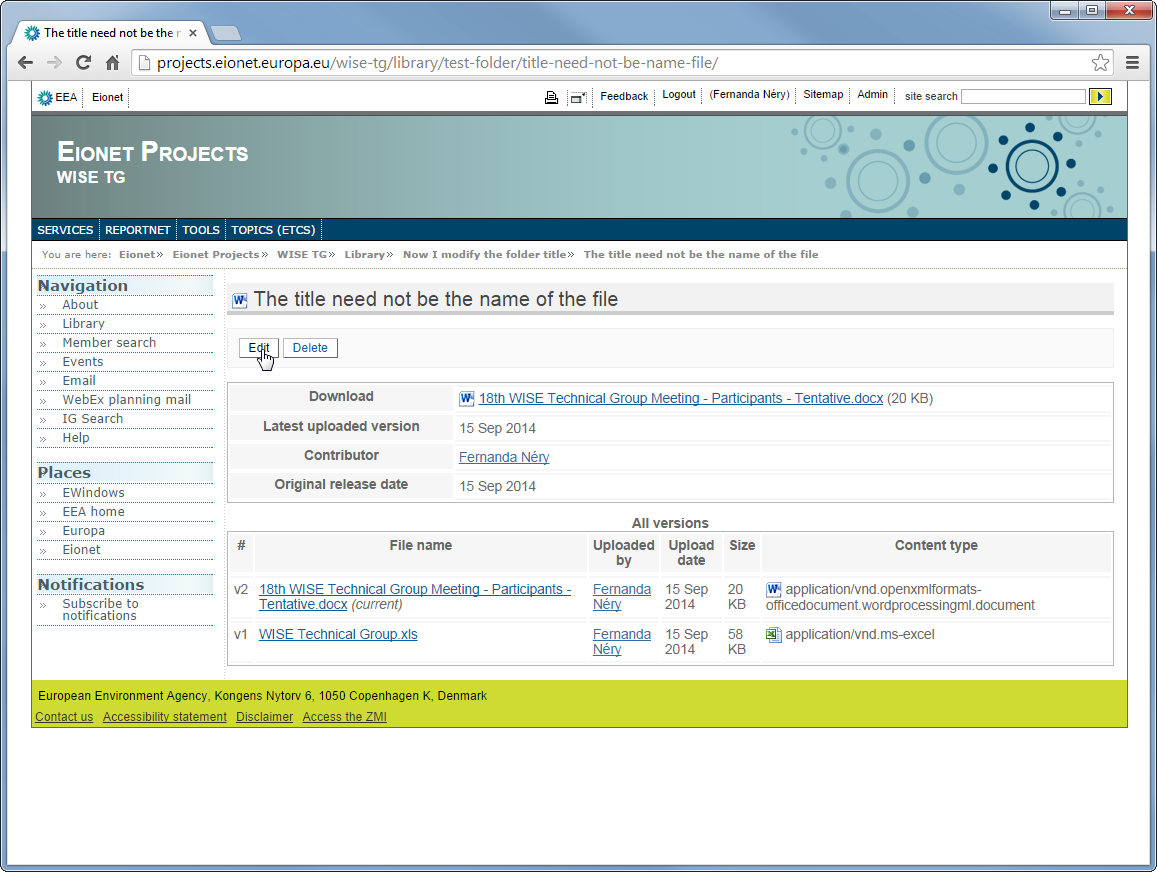 The title need not be the r
projects.eionet.europa.eu/wise-tg/library/test-folder/title-need-not-be-name-file/
EEA Eionet Feedback Logout (Fernanda Néry) Sitemap Admin site search
Eionet Projects
WISE TG
SERVICES REPORTNET TOOLS TOPICS (ETCS)
You are here: Eionet» Eionet Projects» WISE TG» Library» Now I modify the folder title» The title need not be the name of the file
Navigation
» About
» Library
» Member search
» Events
» Email
» WebEx planning mail
» IG Search
» Help
Places
» EWindows
» EEA home
» Europa
» Eionet
Notifications
» Subscribe to
notifications
The title need not be the name of the file
Edit Delete
Download 18th WISE Technical Group Meeting - Participants - Tentative.docx (20 KB)
Latest uploaded version 15 Sep 2014
Contributor Fernanda Néry
Original release date 15 Sep 2014
All versions
# File name Uploaded by Upload date Size Content type
v2 18th WISE Technical Group Meeting - Participants - Tentative.docx (current) Fernanda Néry 15 Sep 2014 20 KB application/vnd.openxmlformats-officedocument.wordprocessingml.document
v1 WISE Technical Group.xls Fernanda Néry 15 Sep 2014 58 KB application/vnd.ms-excel
European Environment Agency, Kongens Nytorv 6, 1050 Copenhagen K, Denmark
Contact us Accessibility statement Disclaimer Access the ZMI